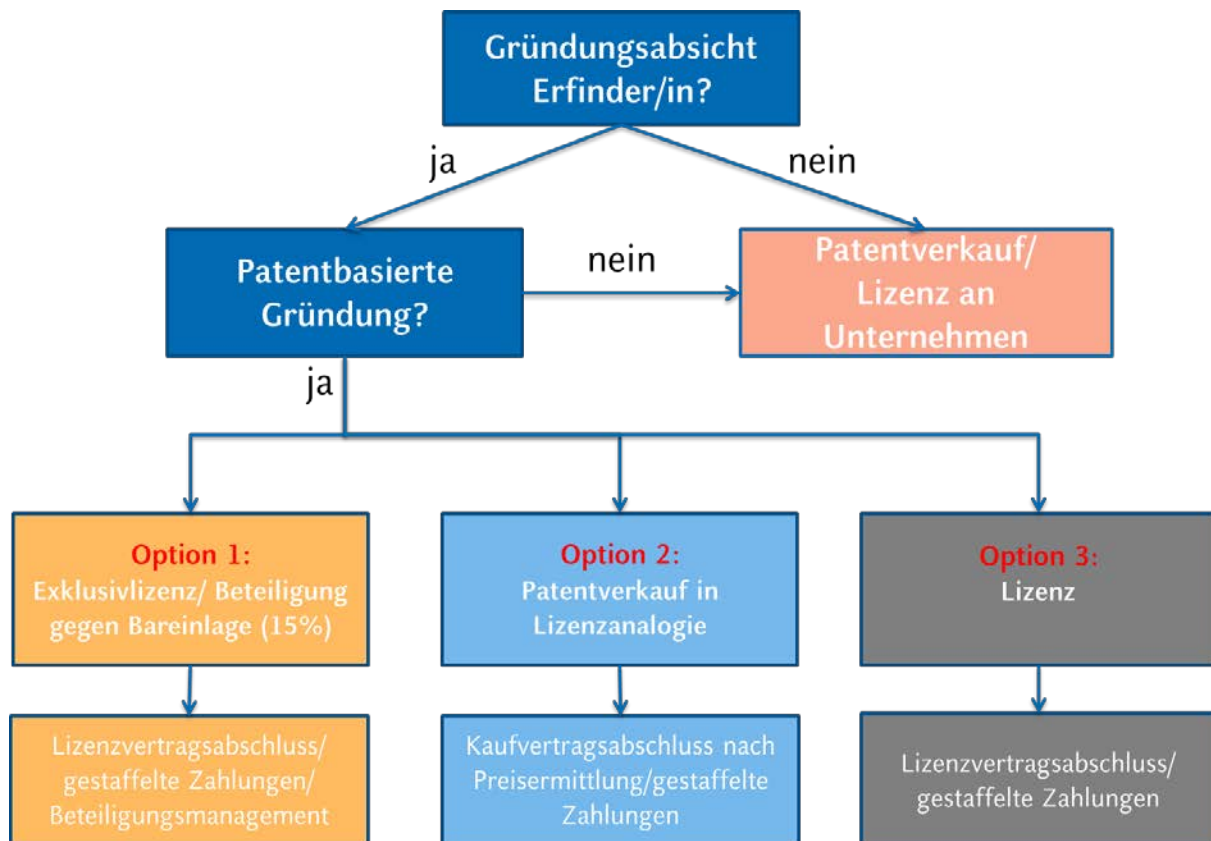 Gründungsabsicht
Erfinder/in?
ja
nein
Patentbasierte
Gründung?
nein
Patentverkauf/
Lizenz an
Unternehmen
ja
Option 1:
Exklusivlizenz/ Beteiligung
gegen Bareinlage (15%)
Option 2:
Patentverkauf in
Lizenzanalogie
Option 3:
Lizenz
Lizenzvertragsabschluss/
gestaffelte Zahlungen/
Beteiligungsmanagement
Kaufvertragsabschluss nach
Preisermittlung/gestaffelte
Zahlungen
Lizenzvertragsabschluss/
gestaffelte Zahlungen